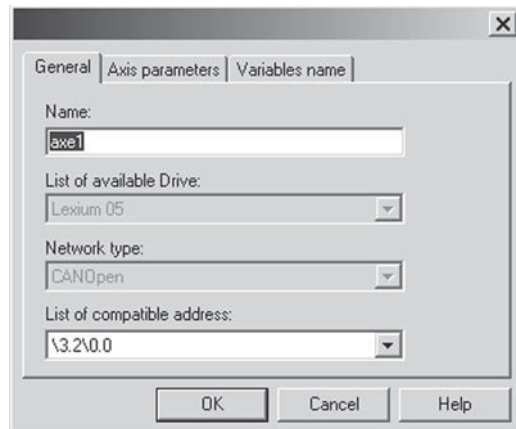 General Axis parameters Variables name
Name:
axe1
List of available Drive:
Lexium 05
Network type:
CANOpen
List of compatible address:
\3.2\0.0
OK Cancel Help